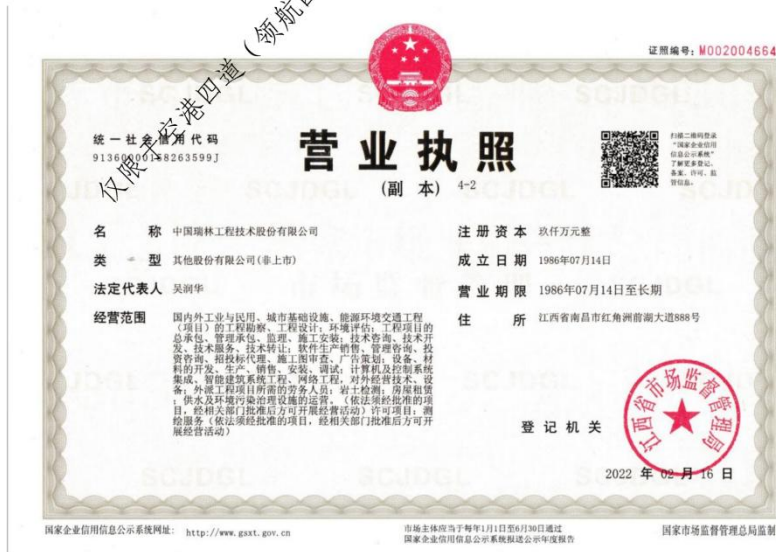 仅限于空港四道（领航
证照编号：M002004664
统一社会信用代码
营业执照
（副 本） 4-2
扫描二维码登录
“国家企业信用
信息公示系统”
了解更多登记、
备案、许可、监
管信息。
名 称 中国瑞林工程技术股份有限公司
类 型 其他股份有限公司(非上市)
法定代表人 吴润华
经营范围 国内外工业与民用、城市基础设施、能源环境交通工程
（项目）的工程勘察、工程设计；环境评估；工程项目的
总承包、管理承包、监理、施工安装；技术咨询、技术开
发、技术服务、技术转让；软件生产销售、管理咨询、投
资咨询、招投标代理、施工图审查、广告策划；设备、材
料的开发、生产、销售、安装、调试；计算机及控制系统
集成、智能建筑系统工程、网络工程，对外经营技术、设
备；外派工程项目所需的劳务人员；岩土检测；房屋租赁
；供水及环境污染治理设施的运营。（依法须经批准的项
目，经相关部门批准后方可开展经营活动）许可项目：测
绘服务（依法须经批准的项目，经相关部门批准后方可开
展经营活动）
注册资本 玖仟万元整
成立日期 1986年07月14日
营业期限 1986年07月14日至长期
住 所 江西省南昌市红角洲前湖大道888号
登记机关
江西省市场监督管理局
2022 年 02 月 16 日
国家企业信用信息公示系统网址： http://www.gsxt.gov.cn
市场主体应当于每年1月1日至6月30日通过
国家企业信用信息公示系统报送公示年度报告
国家市场监督管理总局监制
SCJDGL